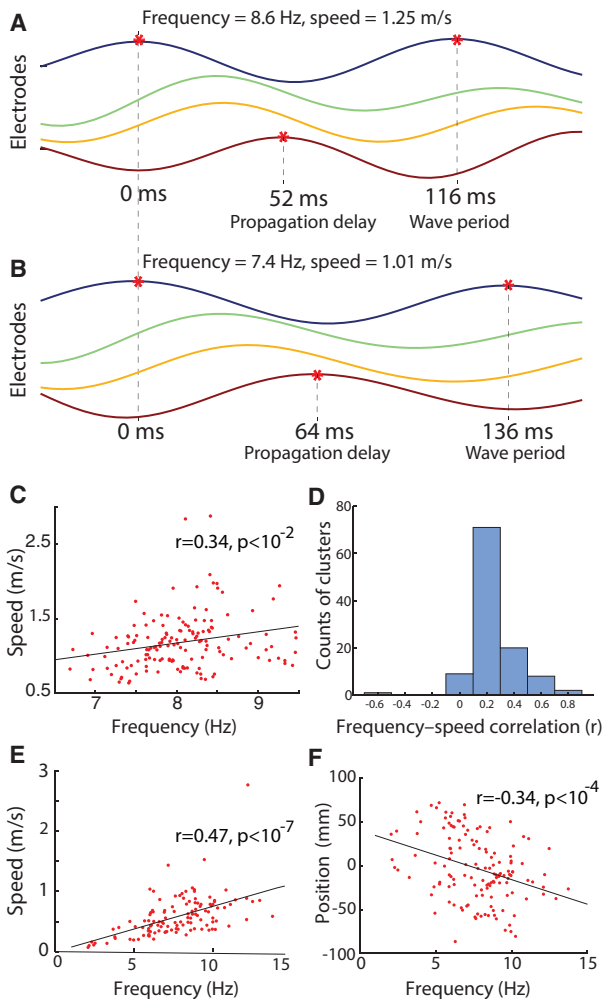 A
Frequency = 8.6 Hz, speed = 1.25 m/s
Electrodes
0 ms
52 ms
116 ms
Propagation delay
Wave period
B
Frequency = 7.4 Hz, speed = 1.01 m/s
Electrodes
0 ms
64 ms
136 ms
Propagation delay
Wave period
C
r=0.34, p<10⁻²
Speed (m/s)
2.5
1.5
0.5
7 8 9
Frequency (Hz)
D
Counts of clusters
80
60
40
20
0
-0.6 -0.4 -0.2 0 0.2 0.4 0.6 0.8
Frequency–speed correlation (r)
E
r=0.47, p<10⁻⁷
Speed (m/s)
3
2
1
0
0 5 10 15
Frequency (Hz)
F
r=-0.34, p<10⁻⁴
Position (mm)
100
50
0
-50
-100
0 5 10 15
Frequency (Hz)